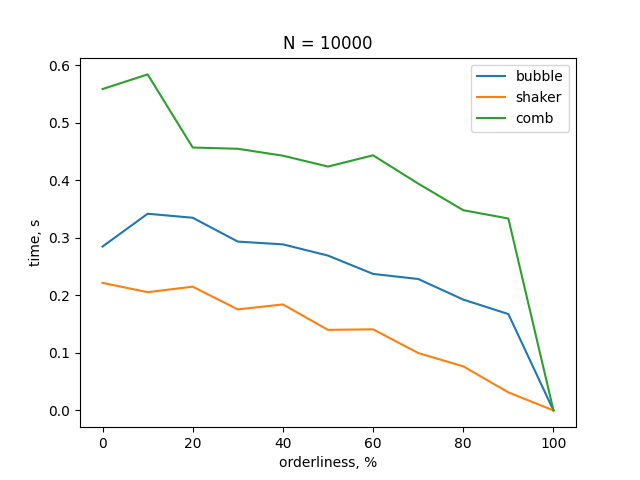 N = 10000
0.6
0.5
0.4
0.3
0.2
0.1
0.0
time, s
bubble
shaker
comb
0 20 40 60 80 100
orderliness, %